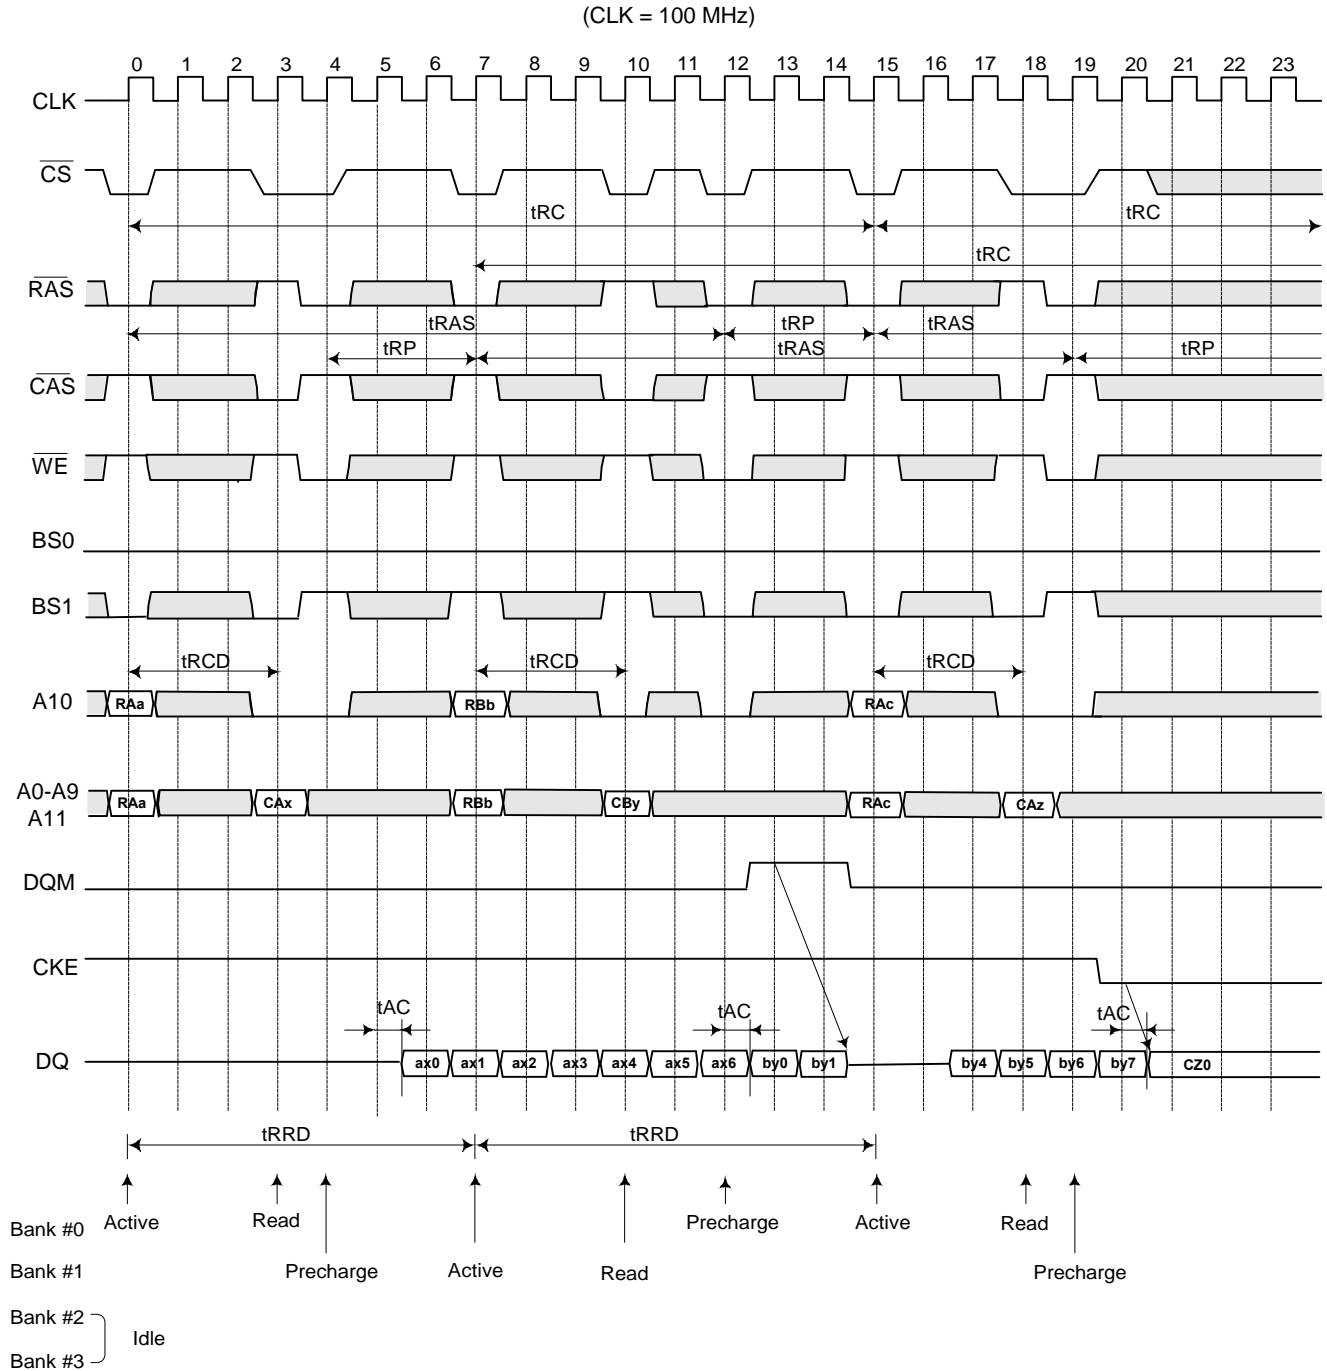 (CLK = 100 MHz)
0 1 2 3 4 5 6 7 8 9 10 11 12 13 14 15 16 17 18 19 20 21 22 23
CLK
CS
tRC tRC
tRC
RAS
tRAS tRP tRAS
tRP tRAS tRP
CAS
WE
BS0
BS1
tRCD tRCD tRCD
A10 RAa RBb RAc
A0-A9 RAa CAx RBb CBy RAc CAz
A11
DQM
CKE
tAC tAC tAC
DQ ax0 ax1 ax2 ax3 ax4 ax5 ax6 by0 by1 by4 by5 by6 by7 CZ0
tRRD tRRD
Bank #0 Active Read Precharge Active Read
Bank #1 Precharge Active Read Precharge
Bank #2
Idle
Bank #3